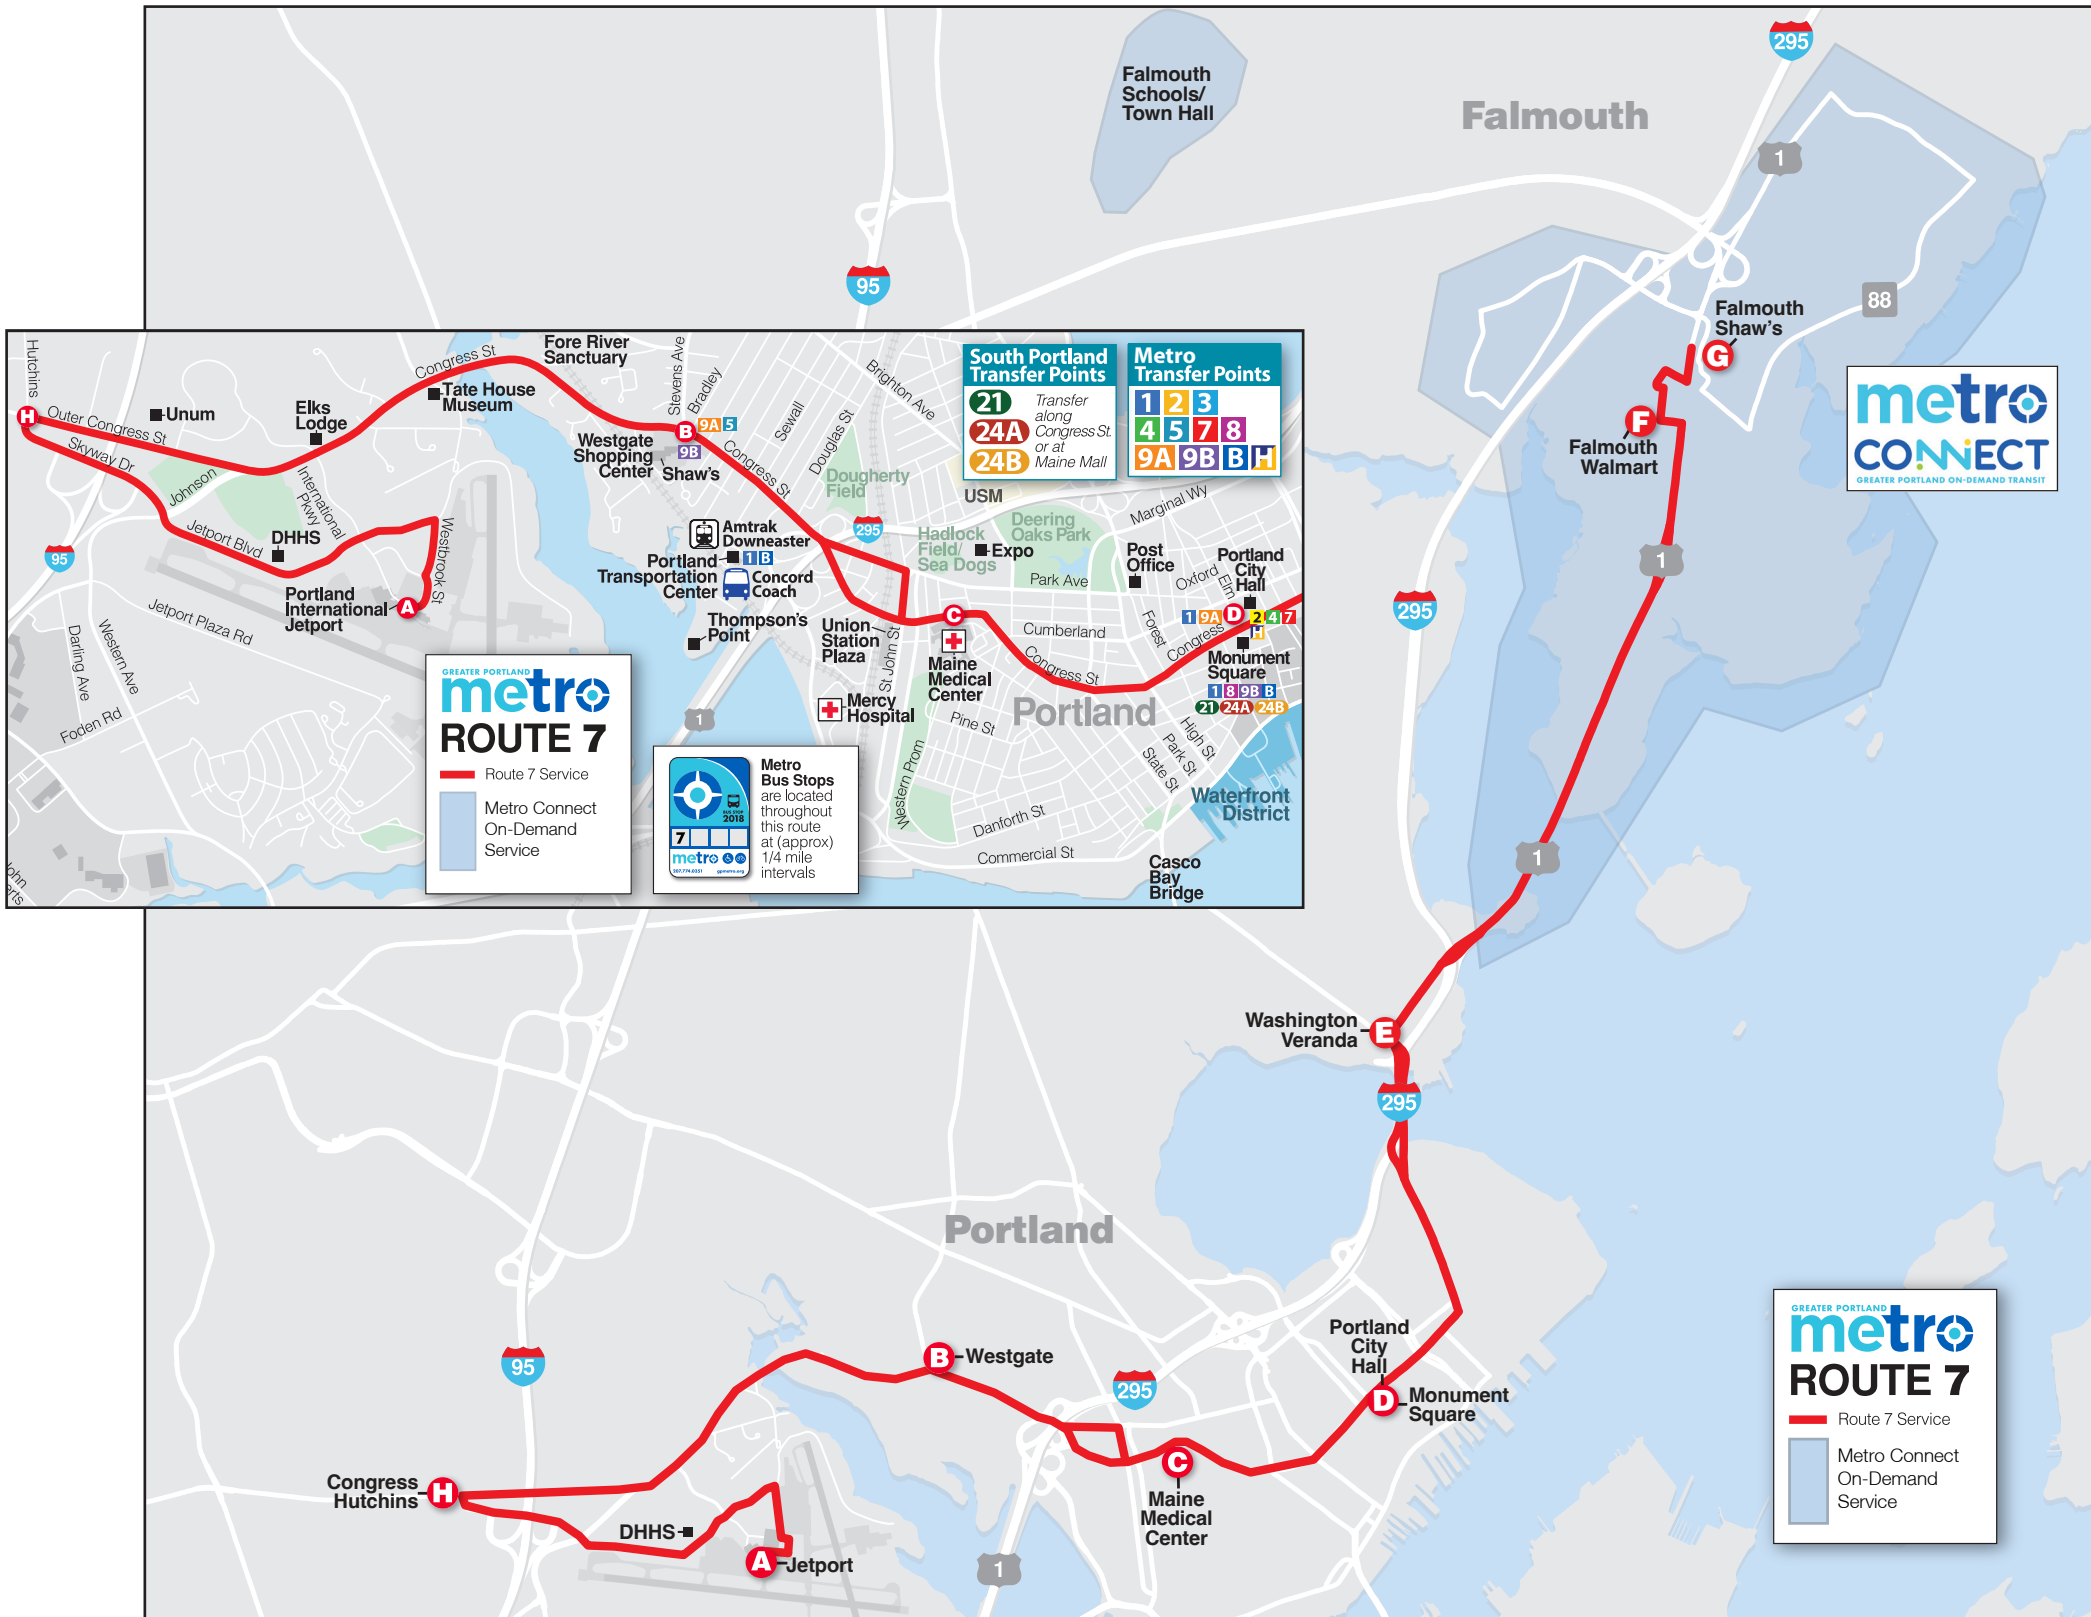 295
Falmouth
Schools/
Town Hall
Falmouth
1
95
88
Falmouth
Shaw's
G
F
Falmouth
Walmart
metro
CONNECT
GREATER PORTLAND ON-DEMAND TRANSIT
1
295
1
Hutchins
H
Outer Congress St
Skyway Dr
Unum
Elks
Lodge
Congress St
Tate House
Museum
Fore River
Sanctuary
Stevens Ave
Bradley
B
9A 5
9B
Westgate
Shopping
Center
Shaw's
Congress St
Sewall
Douglas St
Brighton Ave
Dougherty
Field
South Portland
Transfer Points
21
24A
24B
Transfer
along
Congress St.
or at
Maine Mall
Metro
Transfer Points
1 2 3
4 5 7 8
9A 9B B H
USM
Johnson
International
Pkwy
Jetport Blvd
DHHS
Westbrook St
95
Portland
International
Jetport
A
Jetport Plaza Rd
Darling Ave
Western Ave
Foden Rd
Amtrak
Downeaster
Portland
Transportation
Center
1 B
Concord
Coach
Thompson's
Point
295
Hadlock
Field/
Sea Dogs
Expo
Deering
Oaks Park
Marginal Wy
Park Ave
Post
Office
Oxford
Elm
Portland
City
Hall
1 9A D 2 4 7
H
Forest
Congress
Cumberland
Congress St
Monument
Square
1 8 9B B
21 24A 24B
C
Maine
Medical
Center
Union
Station
Plaza
St John St
Mercy
Hospital
1
Portland
Pine St
Western Prom
High St
Park St
State St
Danforth St
Commercial St
Waterfront
District
Casco
Bay
Bridge
GREATER PORTLAND
metro
ROUTE 7
Route 7 Service
Metro Connect
On-Demand
Service
BUS STOP
2018
7
metro
207.774.0351 gpmetro.org
Metro
Bus Stops
are located
throughout
this route
at (approx)
1/4 mile
intervals
Washington
Veranda
E
295
Portland
95
B
Westgate
295
Portland
City
Hall
D
Monument
Square
C
Maine
Medical
Center
Congress
Hutchins
H
DHHS
A
Jetport
1
GREATER PORTLAND
metro
ROUTE 7
Route 7 Service
Metro Connect
On-Demand
Service